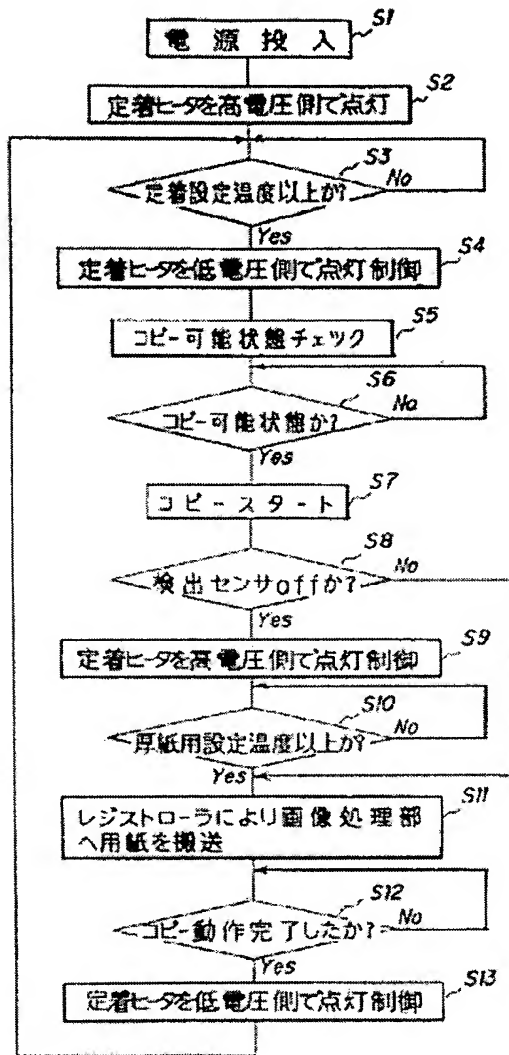 S1
電源投入
S2
定着ヒータを高電圧側で点灯
S3
定着設定温度以上か?
No
Yes
S4
定着ヒータを低電圧側で点灯制御
S5
コピー可能状態チェック
S6
コピー可能状態か?
No
Yes
S7
コピースタート
S8
検出センサoffか?
No
Yes
S9
定着ヒータを高電圧側で点灯制御
S10
厚紙用設定温度以上か?
No
Yes
S11
レジストローラにより画像処理部
へ用紙を搬送
S12
コピー動作完了したか?
No
Yes
S13
定着ヒータを低電圧側で点灯制御